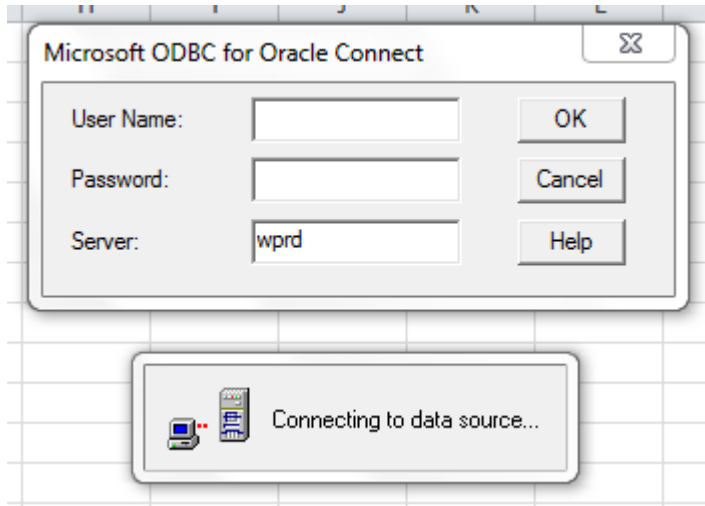 Microsoft ODBC for Oracle Connect
User Name:
OK
Password:
Cancel
Server:
wprd
Help
Connecting to data source...